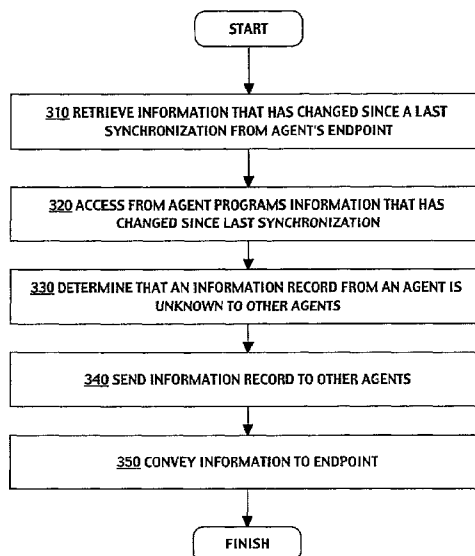 START
310 RETRIEVE INFORMATION THAT HAS CHANGED SINCE A LAST
SYNCHRONIZATION FROM AGENT'S ENDPOINT
320 ACCESS FROM AGENT PROGRAMS INFORMATION THAT HAS
CHANGED SINCE LAST SYNCHRONIZATION
330 DETERMINE THAT AN INFORMATION RECORD FROM AN AGENT IS
UNKNOWN TO OTHER AGENTS
340 SEND INFORMATION RECORD TO OTHER AGENTS
350 CONVEY INFORMATION TO ENDPOINT
FINISH